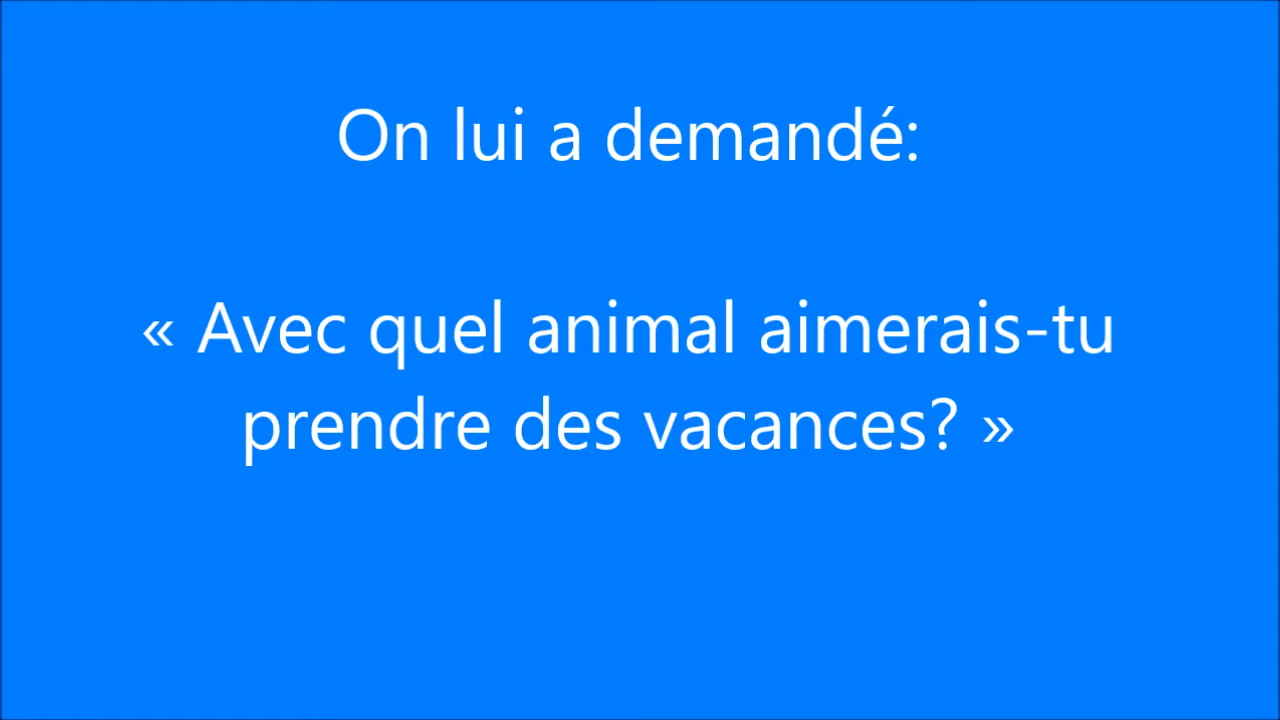 On lui a demandé:
« Avec quel animal aimerais-tu
prendre des vacances? »